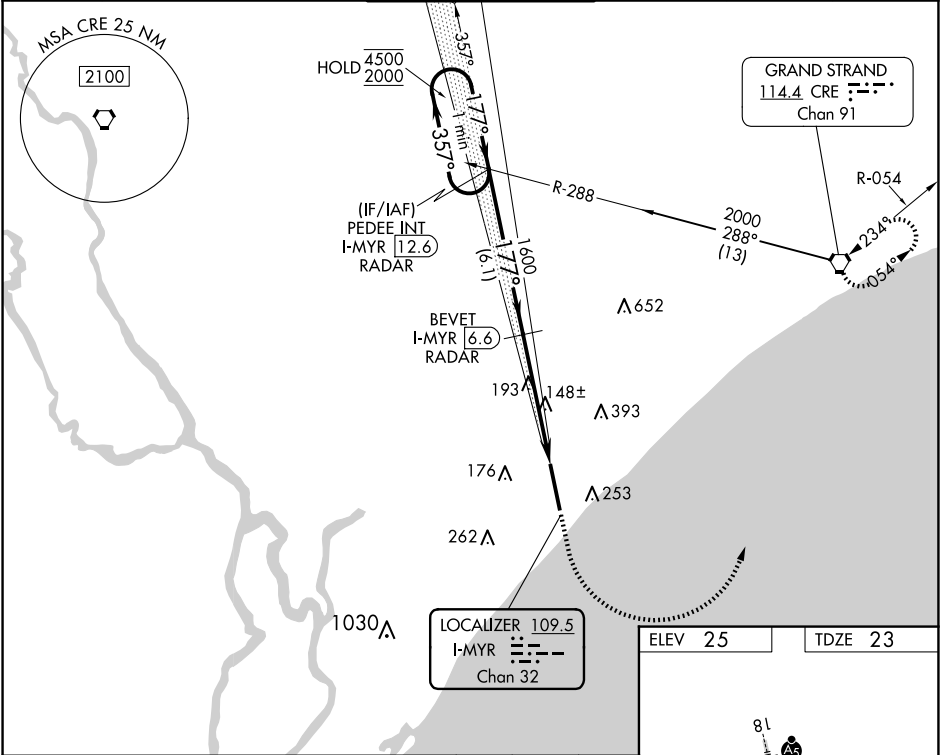 MSA CRE 25 NM
2100
HOLD 4500
2000
357°
177°
1 min
357°
(IF/IAF)
PEDEE INT
I-MYR 12.6
RADAR
GRAND STRAND
114.4 CRE
Chan 91
R-288
2000
288°
(13)
R-054
234°
054°
1600
177°
(6.1)
652
BEVET
I-MYR 6.6
RADAR
193
148±
393
176
253
262
1030
LOCALIZER 109.5
I-MYR
Chan 32
ELEV 25
TDZE 23
18
A5